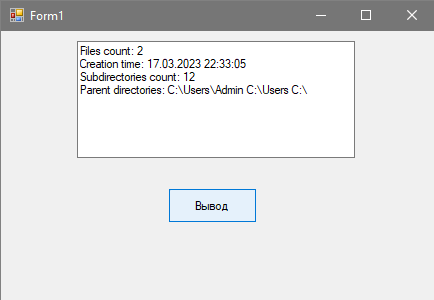 Form1
Files count: 2
Creation time: 17.03.2023 22:33:05
Subdirectories count: 12
Parent directories: C:\Users\Admin C:\Users C:\
Вывод